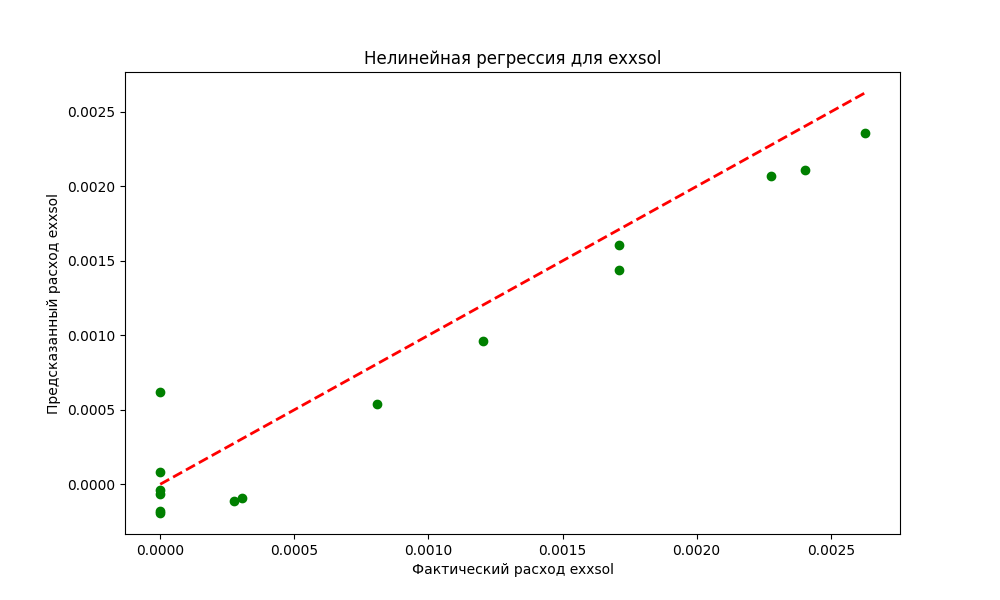 Нелинейная регрессия для exxsol
Предсказанный расход exxsol
0.0025
0.0020
0.0015
0.0010
0.0005
0.0000
0.0000 0.0005 0.0010 0.0015 0.0020 0.0025
Фактический расход exxsol